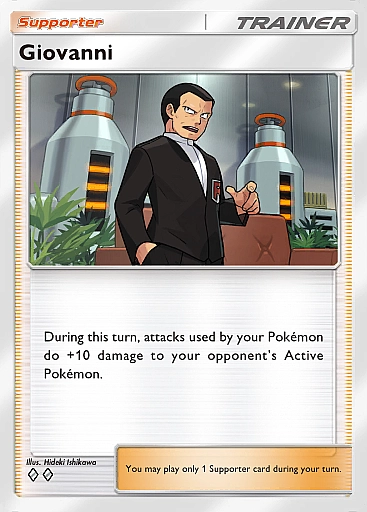 Supporter
TRAINER
Giovanni
During this turn, attacks used by your Pokémon
do +10 damage to your opponent's Active
Pokémon.
Illus. Hideki Ishikawa
You may play only 1 Supporter card during your turn.